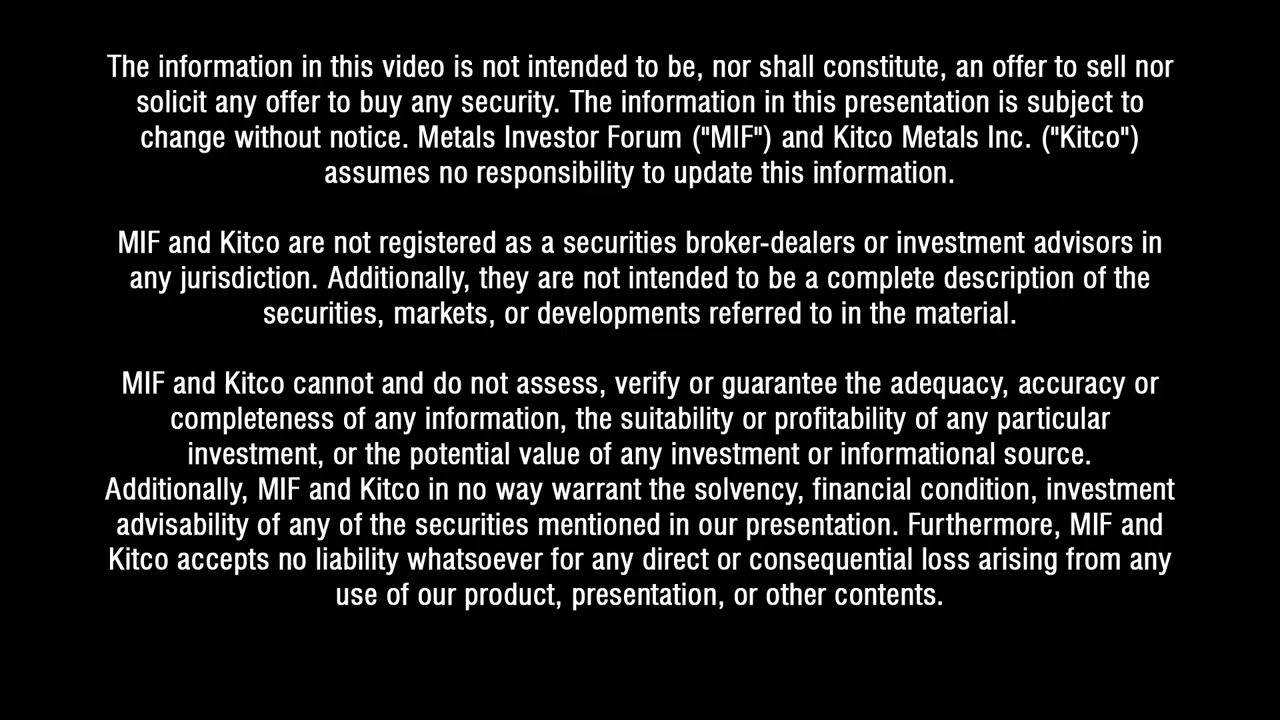 The information in this video is not intended to be, nor shall constitute, an offer to sell nor
solicit any offer to buy any security. The information in this presentation is subject to
change without notice. Metals Investor Forum ("MIF") and Kitco Metals Inc. ("Kitco")
assumes no responsibility to update this information.
MIF and Kitco are not registered as a securities broker-dealers or investment advisors in
any jurisdiction. Additionally, they are not intended to be a complete description of the
securities, markets, or developments referred to in the material.
MIF and Kitco cannot and do not assess, verify or guarantee the adequacy, accuracy or
completeness of any information, the suitability or profitability of any particular
investment, or the potential value of any investment or informational source.
Additionally, MIF and Kitco in no way warrant the solvency, financial condition, investment
advisability of any of the securities mentioned in our presentation. Furthermore, MIF and
Kitco accepts no liability whatsoever for any direct or consequential loss arising from any
use of our product, presentation, or other contents.